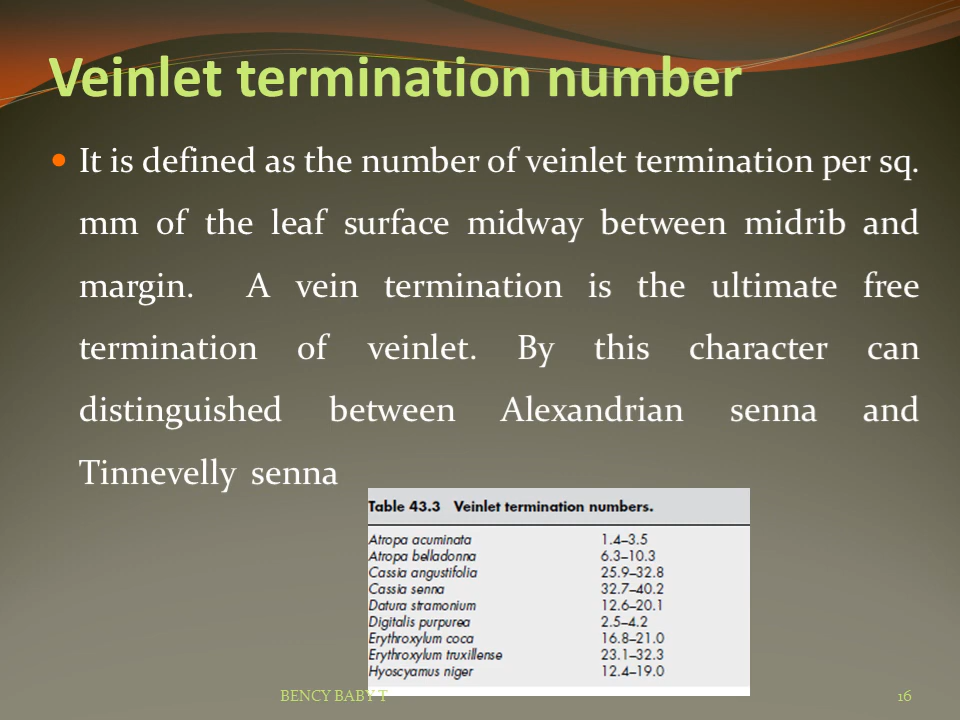 Veinlet termination number
It is defined as the number of veinlet termination per sq.
mm of the leaf surface midway between midrib and
margin. A vein termination is the ultimate free
termination of veinlet. By this character can
distinguished between Alexandrian senna and
Tinnevelly senna
Table 43.3 Veinlet termination numbers.
Atropa acuminata 1.4–3.5
Atropa belladonna 6.3–10.3
Cassia angustifolia 25.9–32.8
Cassia senna 32.7–40.2
Datura stramonium 12.6–20.1
Digitalis purpurea 2.5–4.2
Erythroxylum coca 16.8–21.0
Erythroxylum truxillense 23.1–32.3
Hyoscyamus niger 12.4–19.0
BENCY BABY T 16